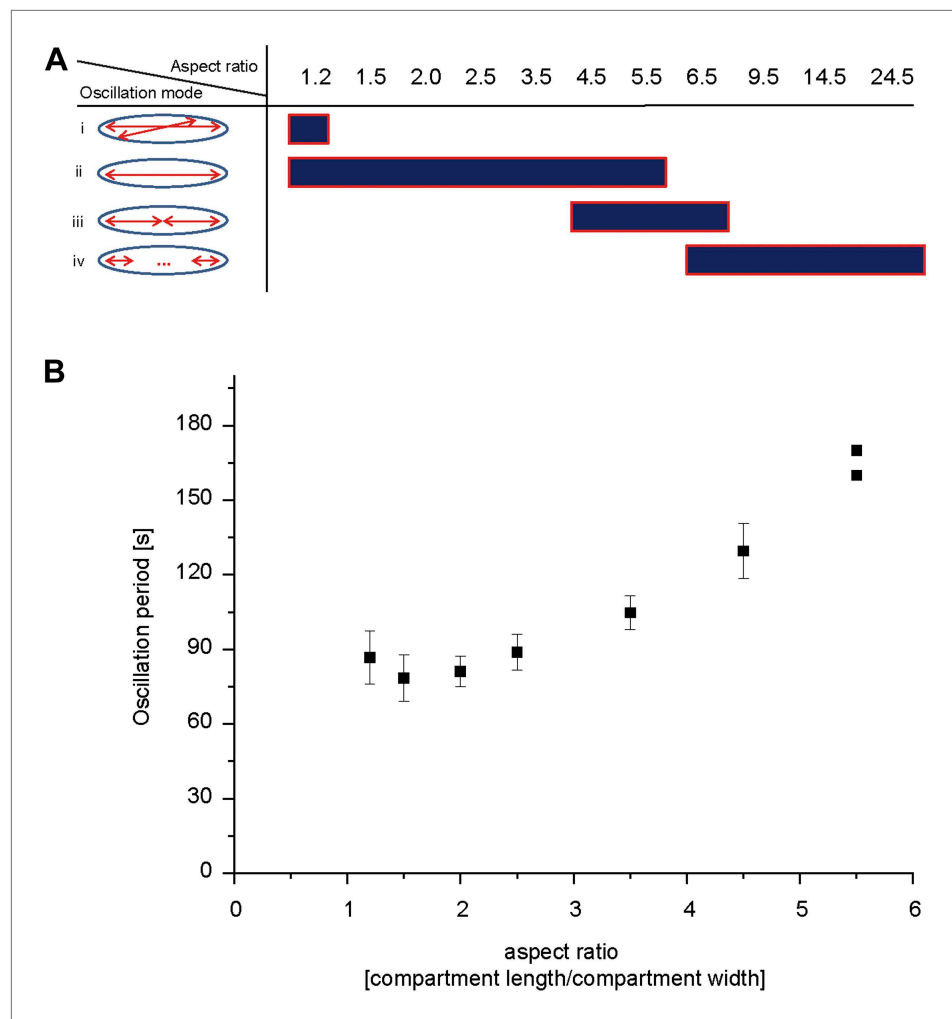 A
Aspect ratio
1.2 1.5 2.0 2.5 3.5 4.5 5.5 6.5 9.5 14.5 24.5
Oscillation mode
i
ii
iii
iv ...
B
Oscillation period [s]
180
150
120
90
60
30
0
0 1 2 3 4 5 6
aspect ratio
[compartment length/compartment width]